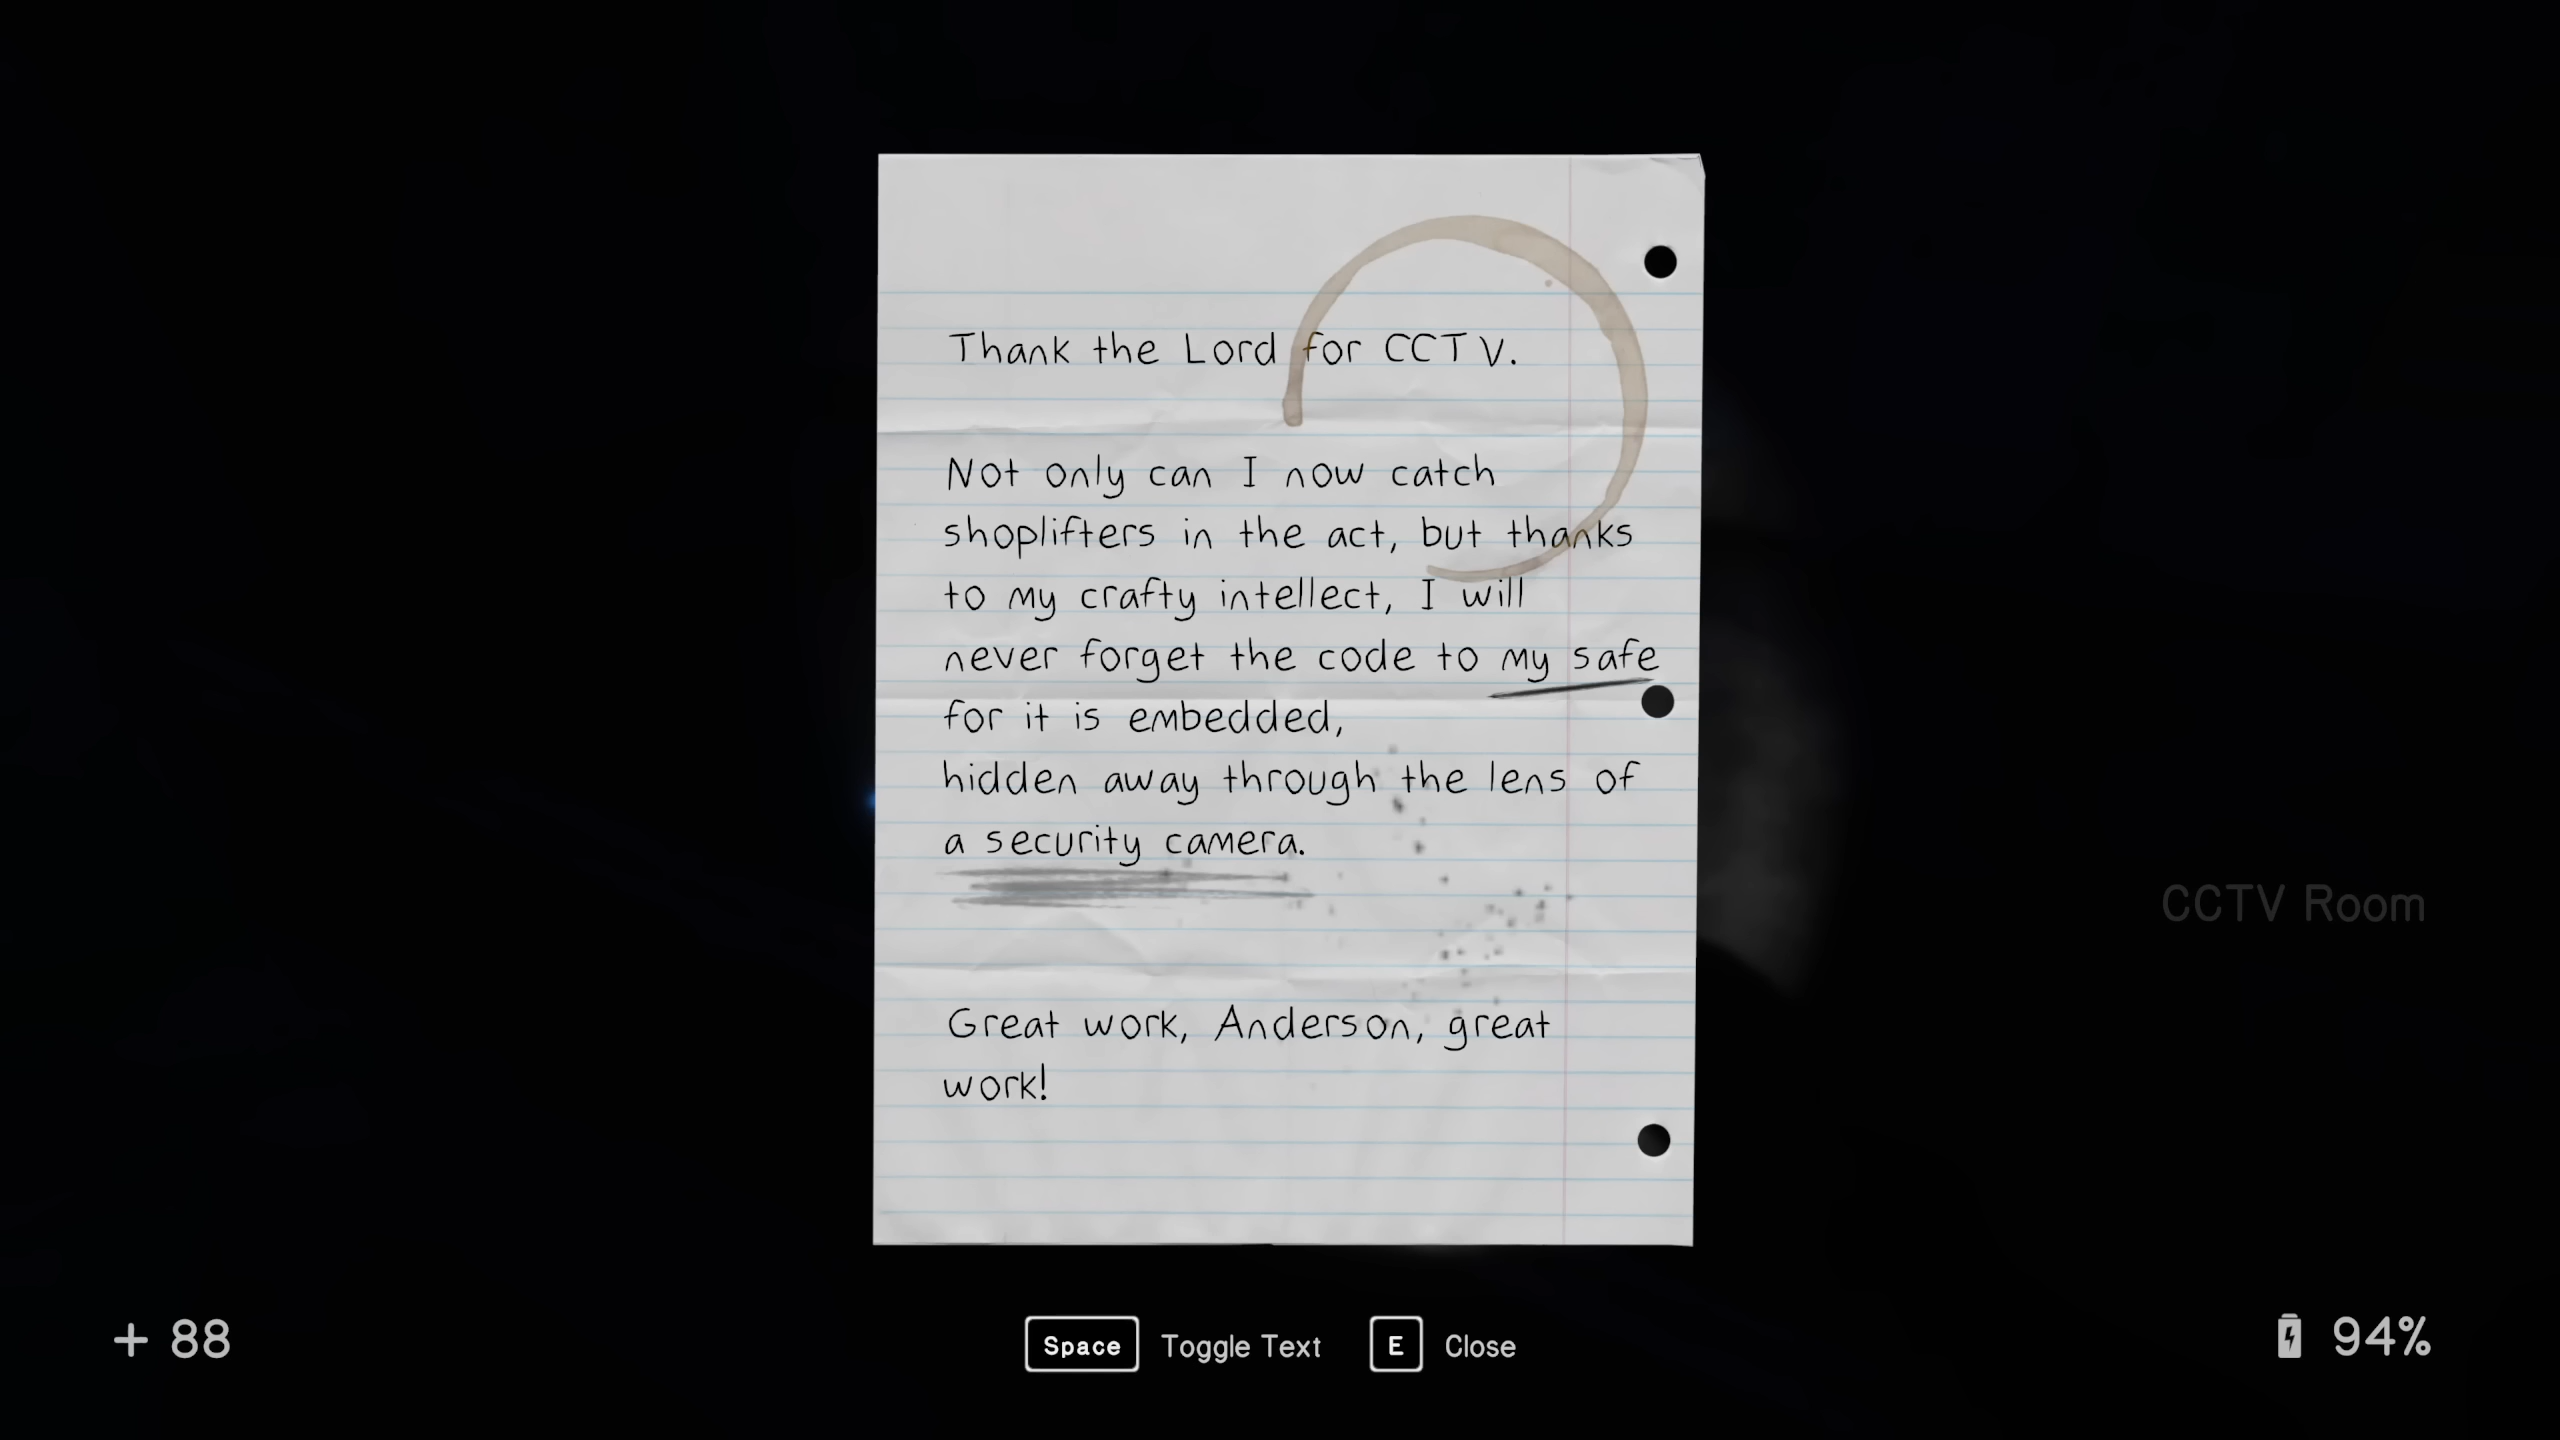 Thank the Lord for CCTV.
Not only can I now catch
shoplifters in the act, but thanks
to my crafty intellect, I will
never forget the code to my safe
for it is embedded,
hidden away through the lens of
a security camera.
Great work, Anderson, great
work!
CCTV Room
+ 88
Space Toggle Text E Close
94%